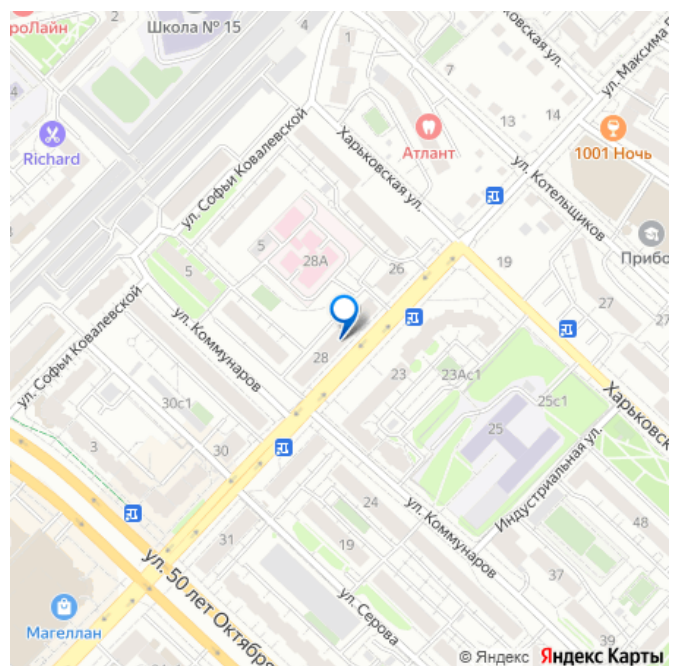 роЛайн
Школа № 15
2
1
4
Харьковская ул.
7
ул. Максима Г
Richard
ул. Софьи Ковалевской
Харьковская ул.
Атлант
13
14
1001 Ночь
ул. Котельщиков
5
5
28А
26
19
Прибо
27
27
ул. Софьи Ковалевской
ул. Коммунаров
28
23
23Ас1
25с1
25
Харьковск
30с1
3
30
Индустриальная ул.
24
ул. Коммунаров
48
31
19
37
ул. 50 лет Октября
ул. Серова
39
Магеллан
© Яндекс Яндекс Карты